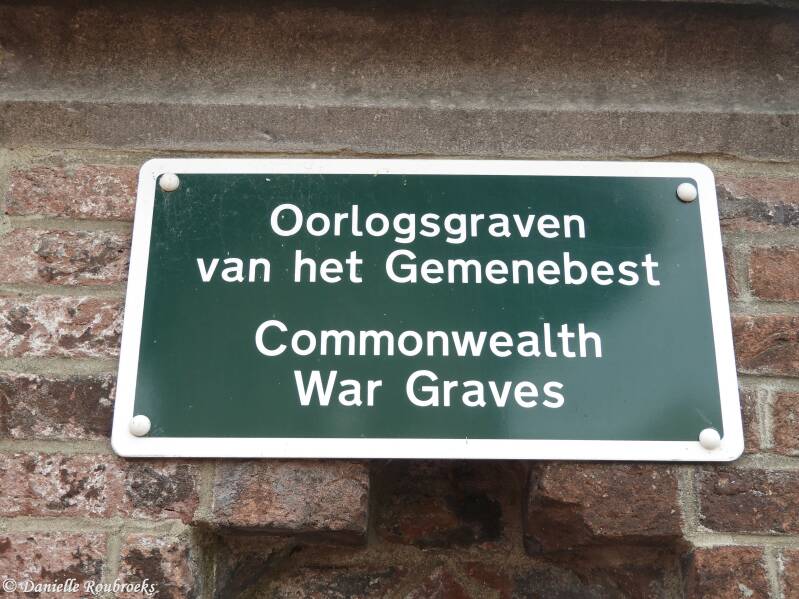 Oorlogsgraven
van het Gemenebest
Commonwealth
War Graves
© Danielle Roubroeks